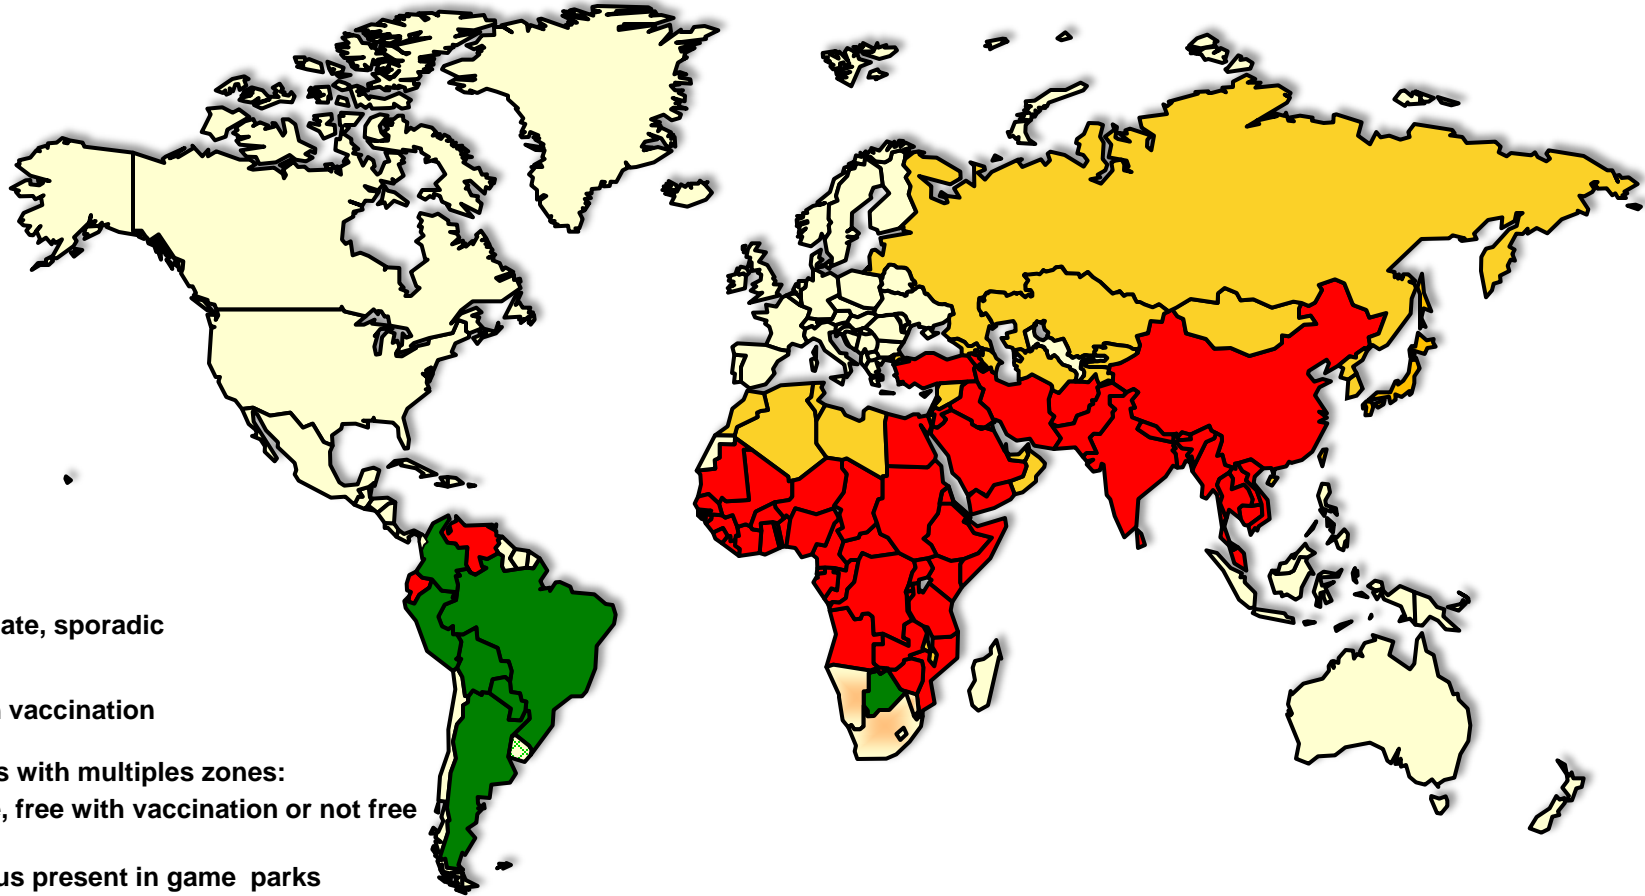 ate, sporadic
vaccination
s with multiples zones:
, free with vaccination or not free
us present in game parks